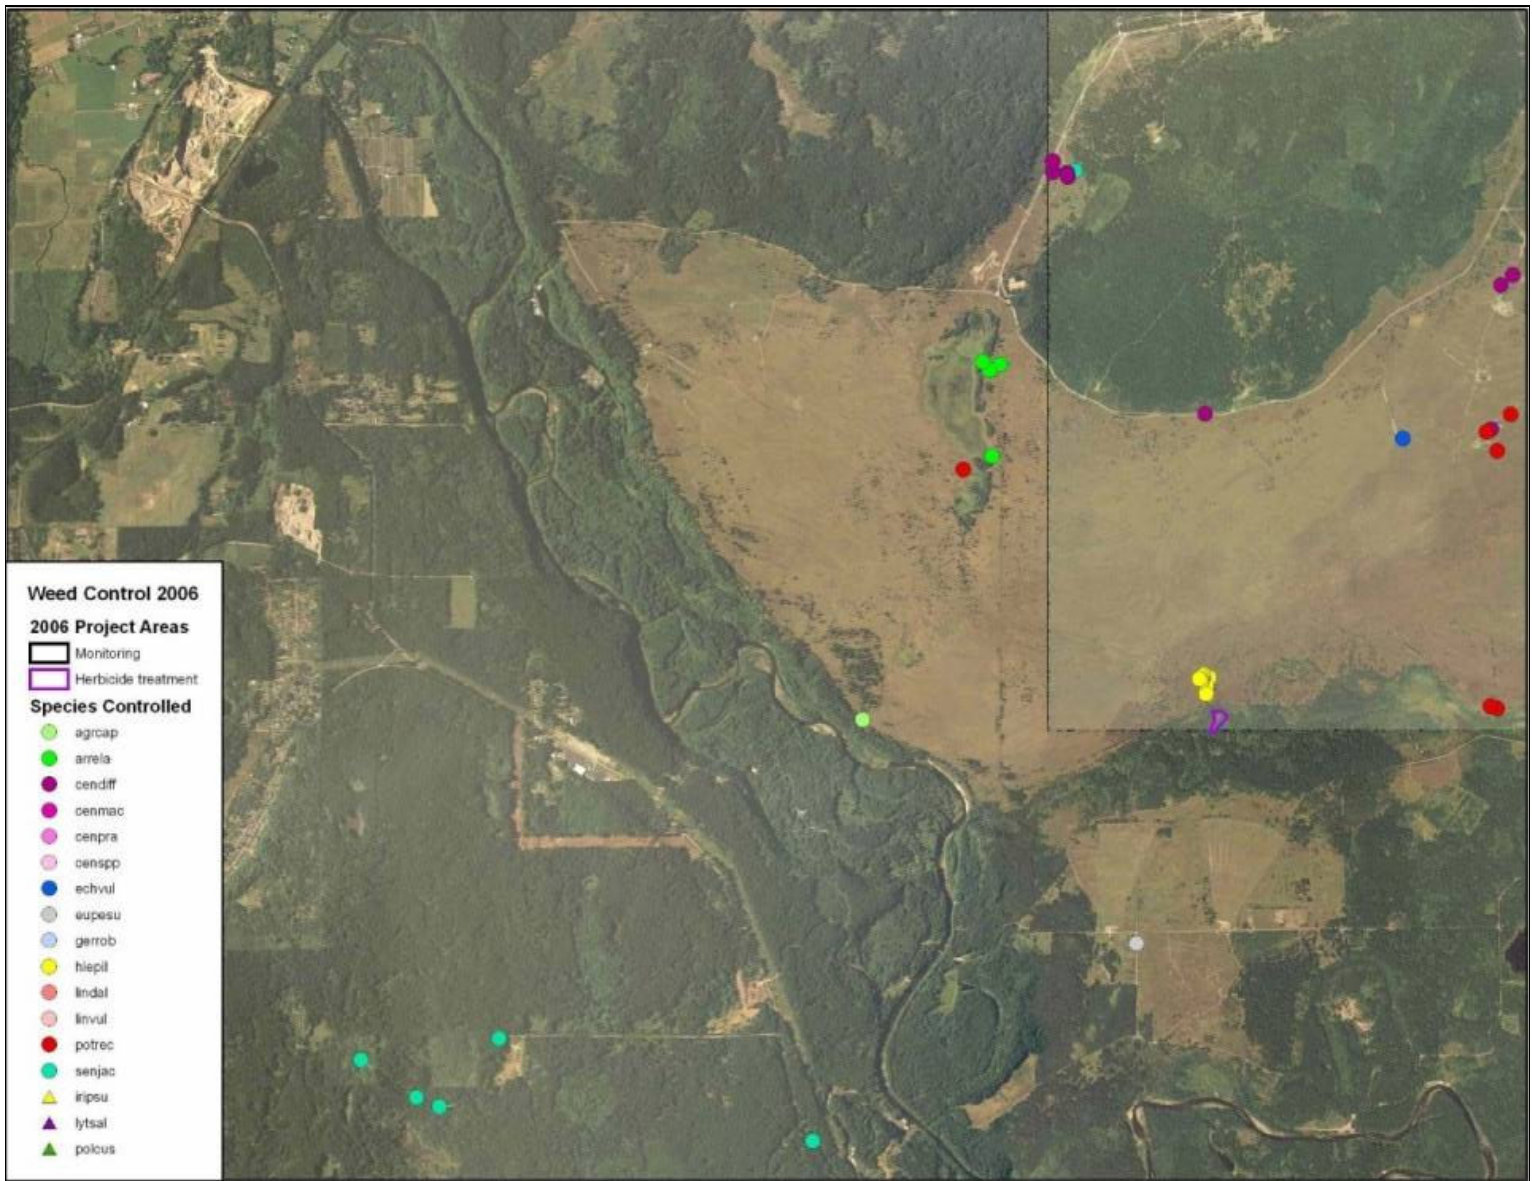 Weed Control 2006
2006 Project Areas
Monitoring
Herbicide treatment
Species Controlled
agrcap
arrela
cendiff
cenmac
cenpra
censpp
echvul
eupesu
gerrob
hiepil
lindal
linvul
potrec
senjac
iripsu
lytsal
polcus